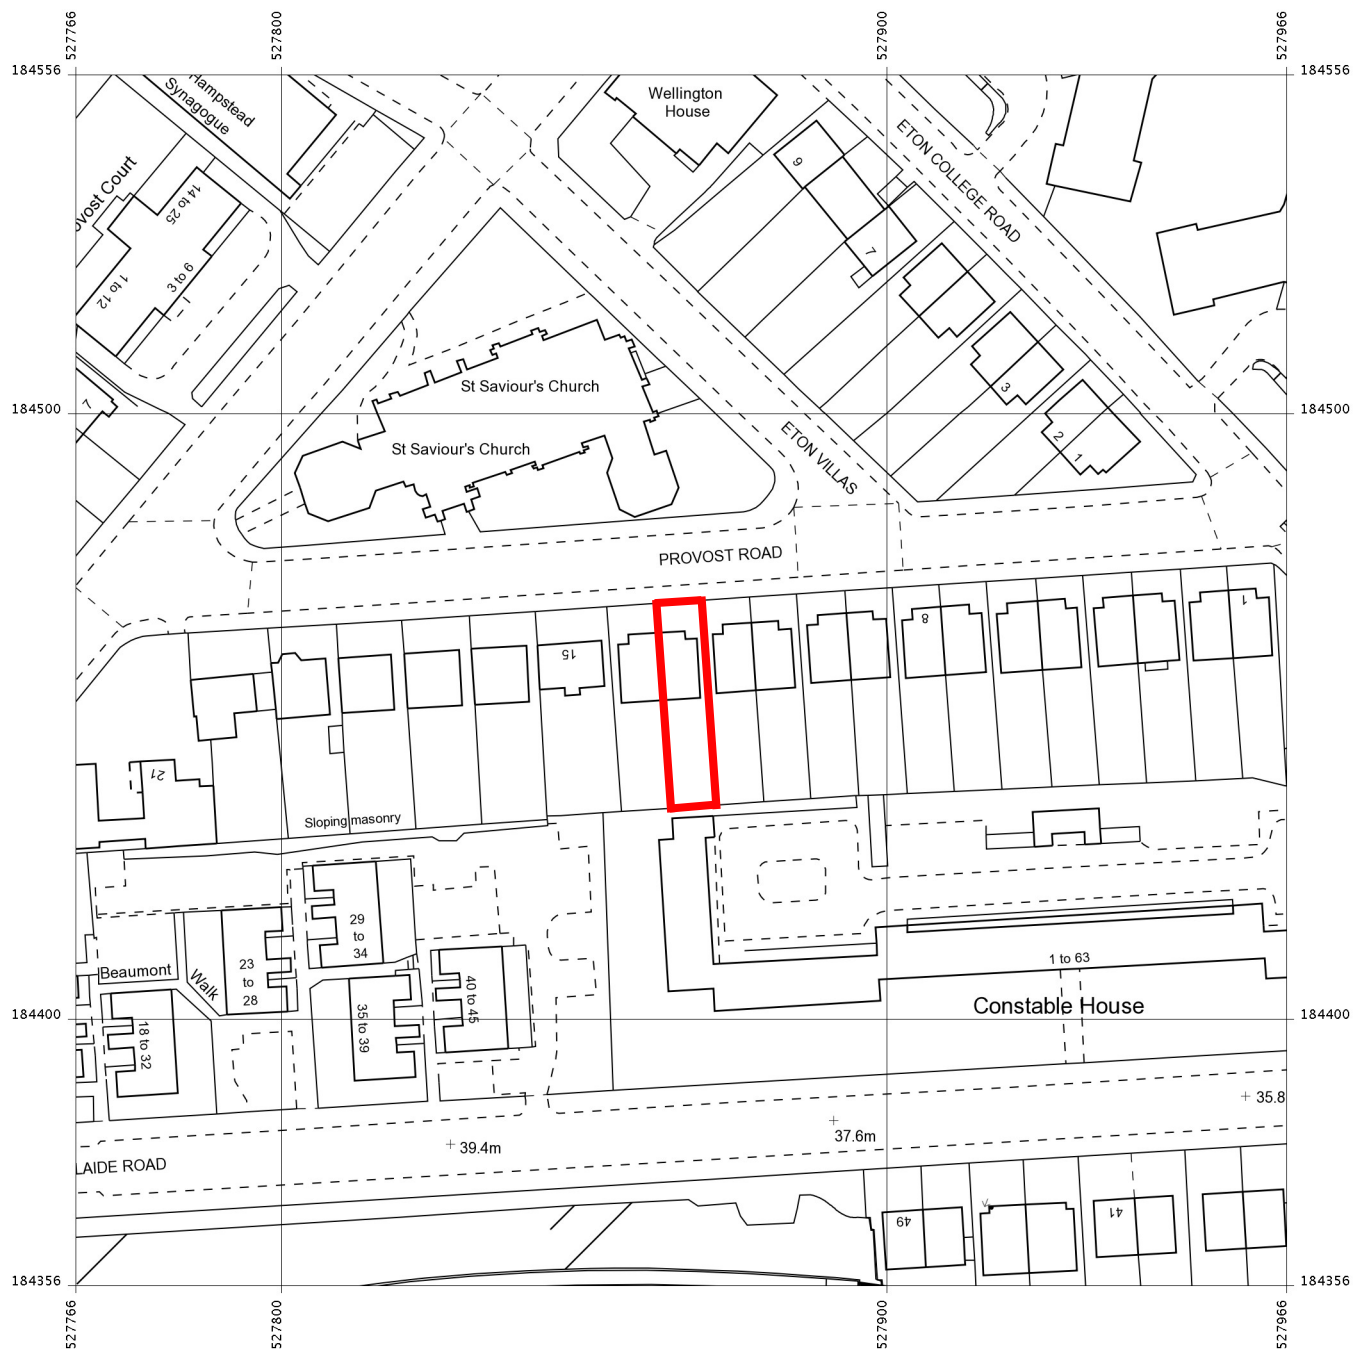 527766
527800
527900
527966
184556
184556
Hampstead
Synagogue
Wellington
House
ETON COLLEGE ROAD
ovost Court
14 to 25
9
7
1 to 12
St Saviour's Church
3
7
184500
184500
St Saviour's Church
ETON VILLAS
2
1
PROVOST ROAD
1
8
15
21
Sloping masonry
29
to
34
23
to
28
Beaumont
Walk
40 to 45
35 to 39
18 to 32
1 to 63
Constable House
184400
184400
35.8
37.6m
39.4m
LAIDE ROAD
49
41
184356
184356
527766
527800
527900
527966